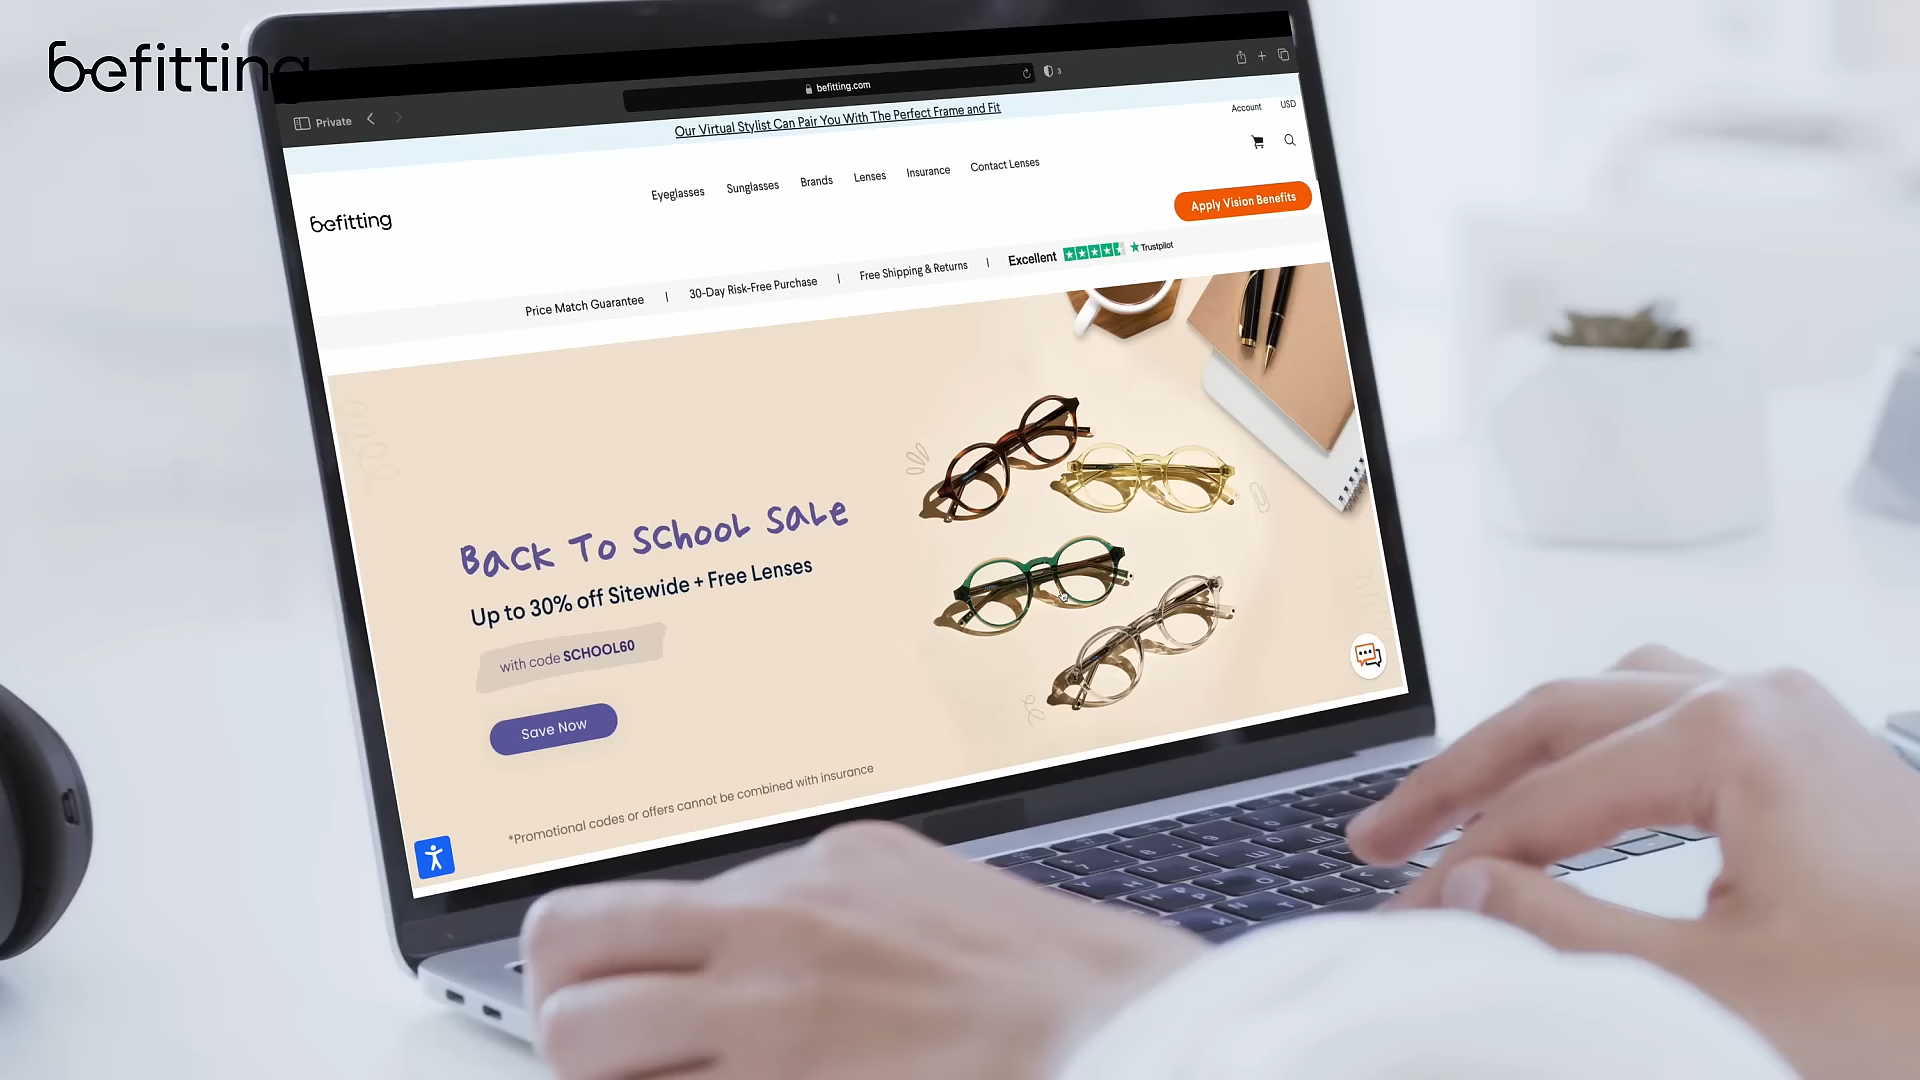 befitting
Private
befitting.com
3
Our Virtual Stylist Can Pair You With The Perfect Frame and Fit
Account USD
Eyeglasses Sunglasses Brands Lenses Insurance Contact Lenses
befitting
Apply Vision Benefits
Price Match Guarantee | 30-Day Risk-Free Purchase | Free Shipping & Returns | Excellent Trustpilot
Back To School Sale
Up to 30% off Sitewide + Free Lenses
with code SCHOOL60
Save Now
*Promotional codes or offers cannot be combined with insurance